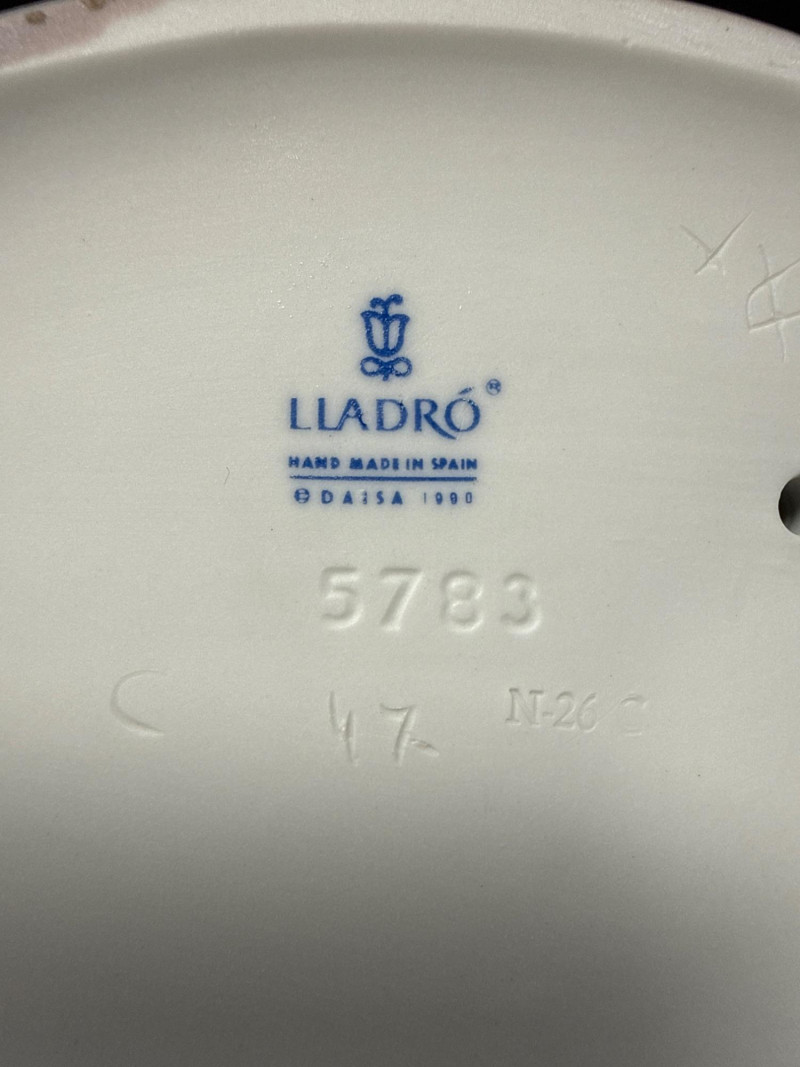 LLADRÓ®
HAND MADE IN SPAIN
© DAISA 1990
5783
C
47
N-26